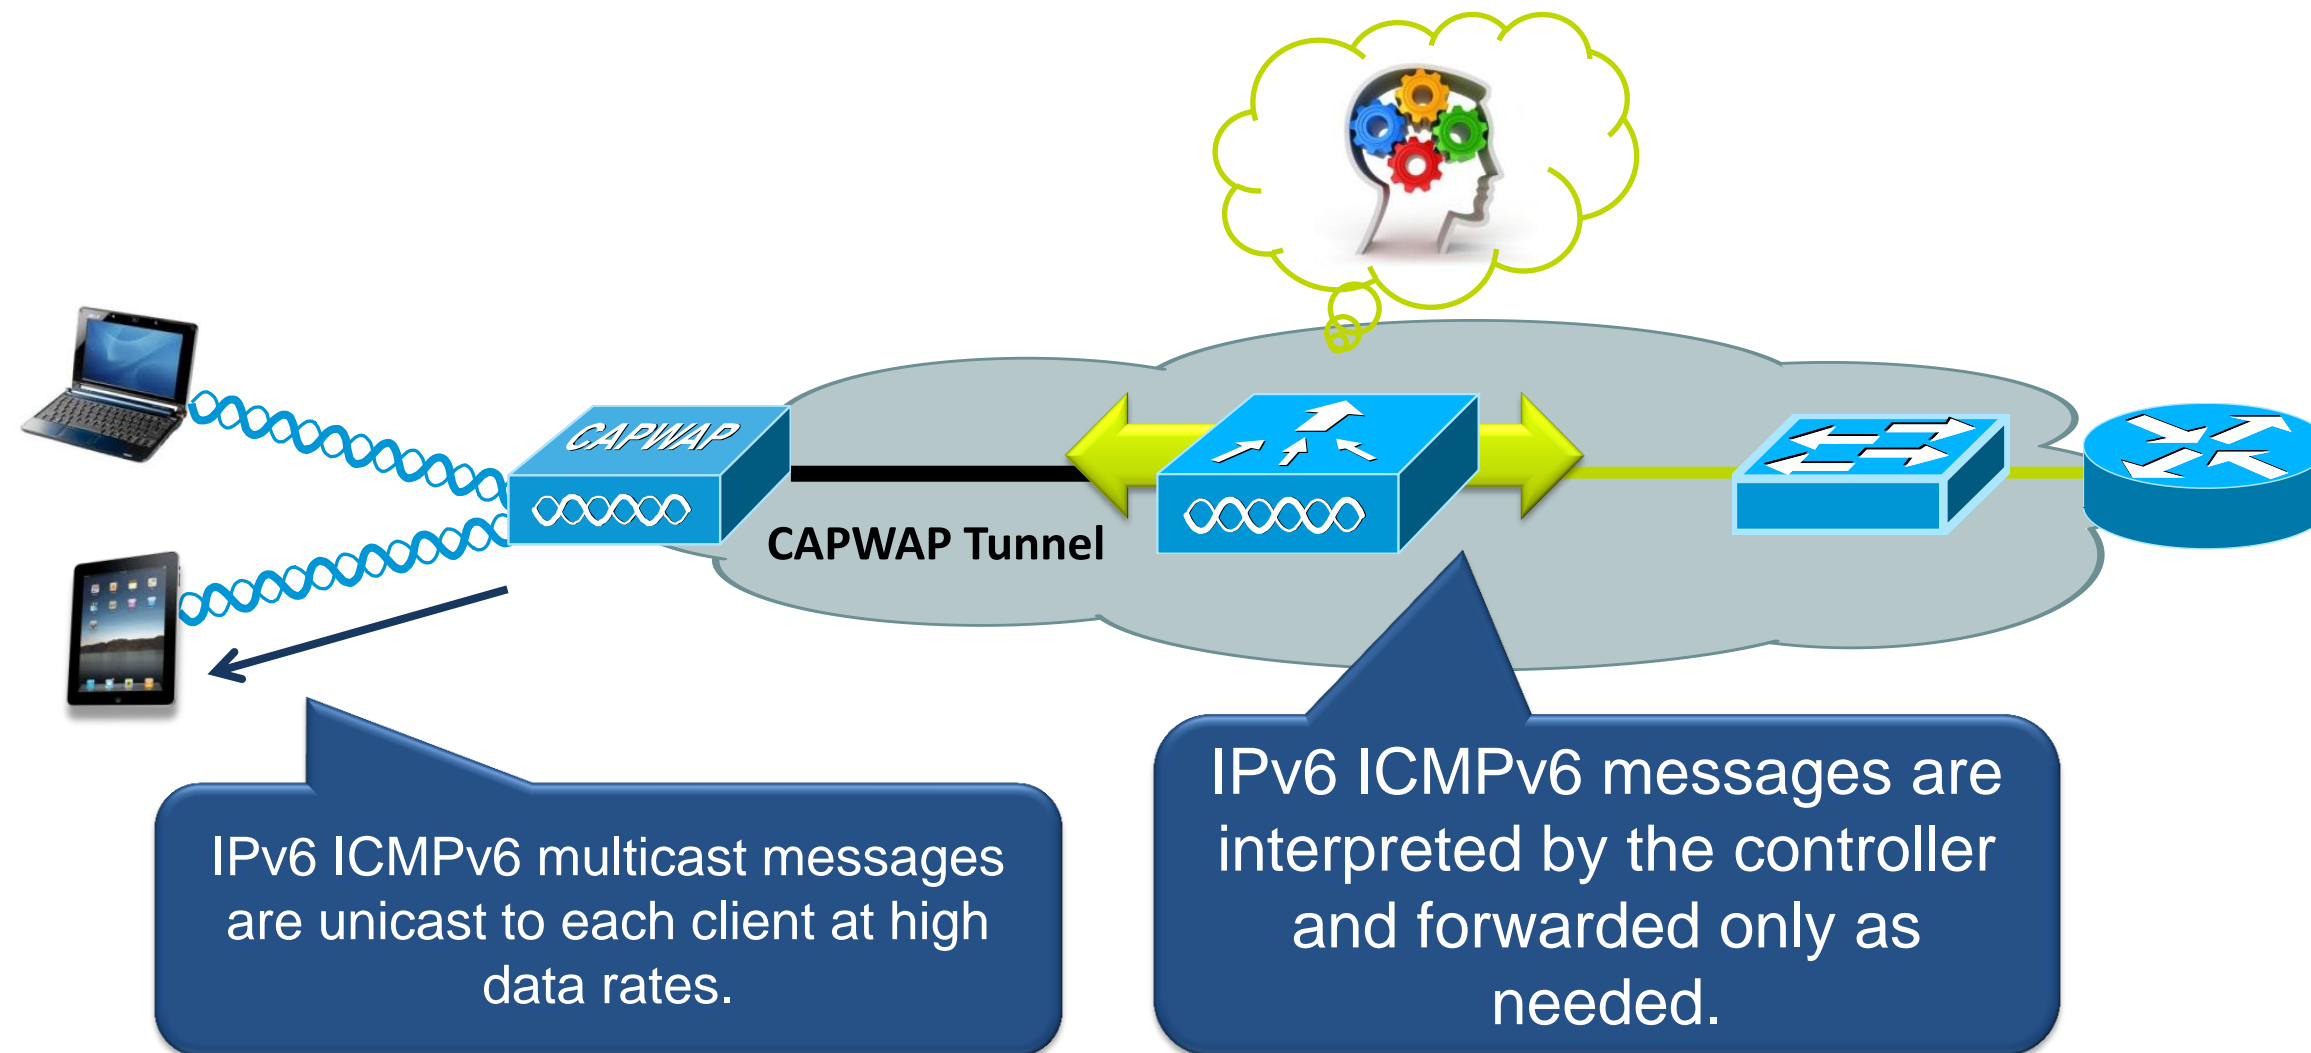 CAPWAP
CAPWAP Tunnel
IPv6 ICMPv6 multicast messages
are unicast to each client at high
data rates.
IPv6 ICMPv6 messages are
interpreted by the controller
and forwarded only as
needed.